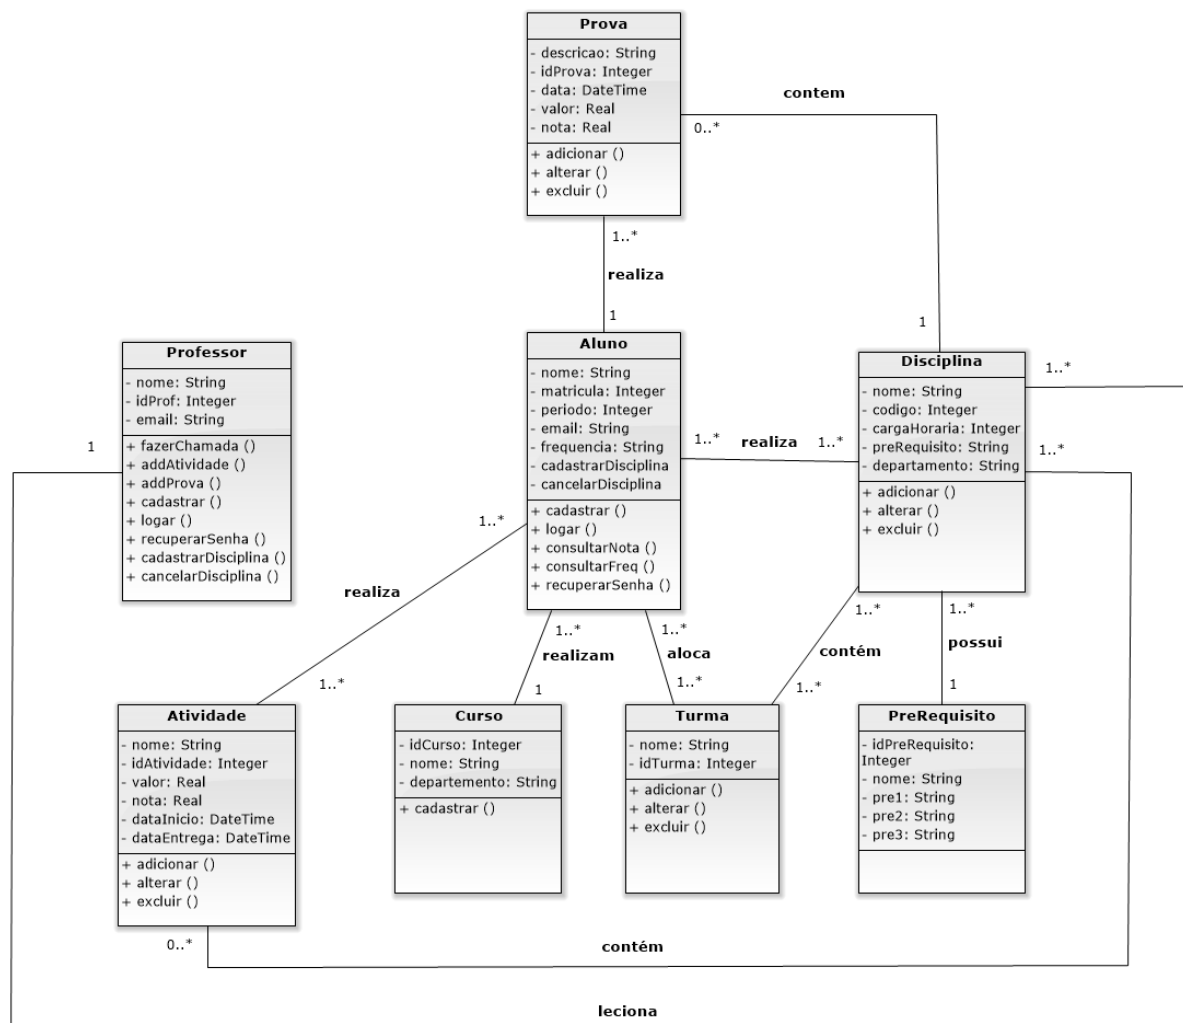 Prova
- descricao: String
- idProva: Integer
- data: DateTime
- valor: Real
- nota: Real
+ adicionar ()
+ alterar ()
+ excluir ()
contem
0..*
1
1..*
realiza
1
Professor
- nome: String
- idProf: Integer
- email: String
+ fazerChamada ()
+ addAtividade ()
+ addProva ()
+ cadastrar ()
+ logar ()
+ recuperarSenha ()
+ cadastrarDisciplina ()
+ cancelarDisciplina ()
1
Aluno
- nome: String
- matricula: Integer
- periodo: Integer
- email: String
- frequencia: String
- cadastrarDisciplina
- cancelarDisciplina
+ cadastrar ()
+ logar ()
+ consultarNota ()
+ consultarFreq ()
+ recuperarSenha ()
1..*
realiza
1..*
Disciplina
- nome: String
- codigo: Integer
- cargaHoraria: Integer
- preRequisito: String
- departamento: String
+ adicionar ()
+ alterar ()
+ excluir ()
1..*
1..*
1..*
realiza
1..*
1..*
realizam
1
1..*
aloca
1..*
1..*
contém
1..*
1..*
possui
1
Atividade
- nome: String
- idAtividade: Integer
- valor: Real
- nota: Real
- dataInicio: DateTime
- dataEntrega: DateTime
+ adicionar ()
+ alterar ()
+ excluir ()
0..*
Curso
- idCurso: Integer
- nome: String
- departemento: String
+ cadastrar ()
Turma
- nome: String
- idTurma: Integer
+ adicionar ()
+ alterar ()
+ excluir ()
PreRequisito
- idPreRequisito:
Integer
- nome: String
- pre1: String
- pre2: String
- pre3: String
contém
leciona